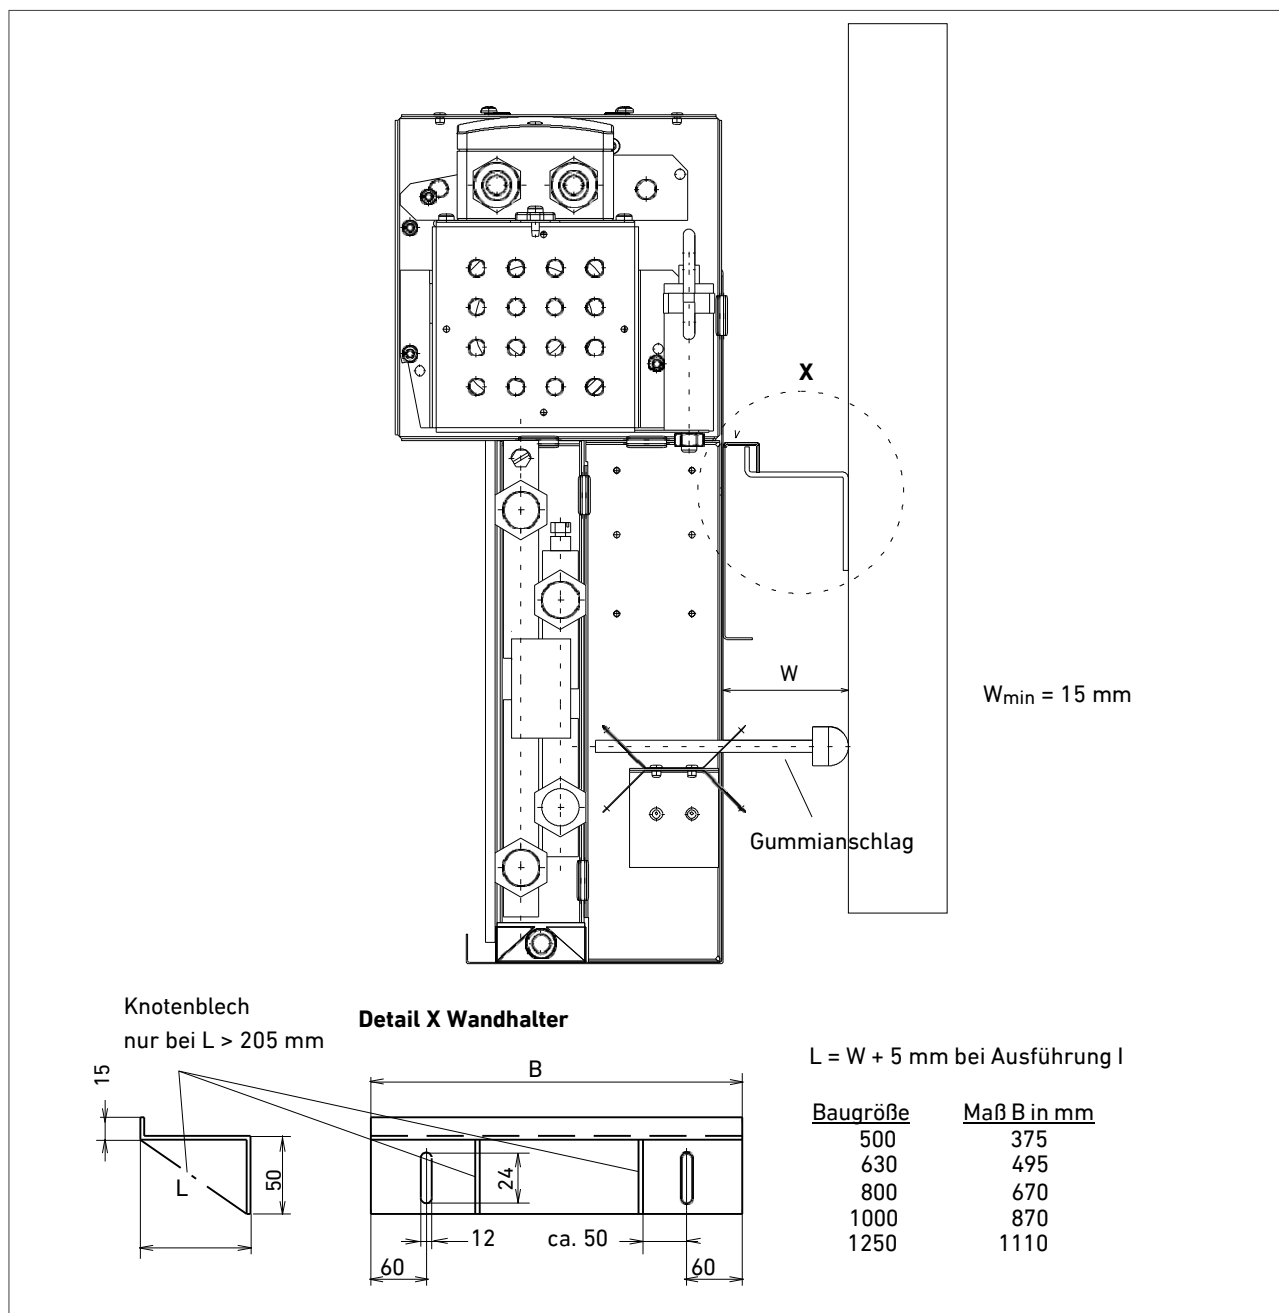 X
W
Wmin = 15 mm
Gummianschlag
Knotenblech
nur bei L > 205 mm
Detail X Wandhalter
15
L
50
B
24
12
ca. 50
60
60
L = W + 5 mm bei Ausführung I
Baugröße Maß B in mm
500 375
630 495
800 670
1000 870
1250 1110